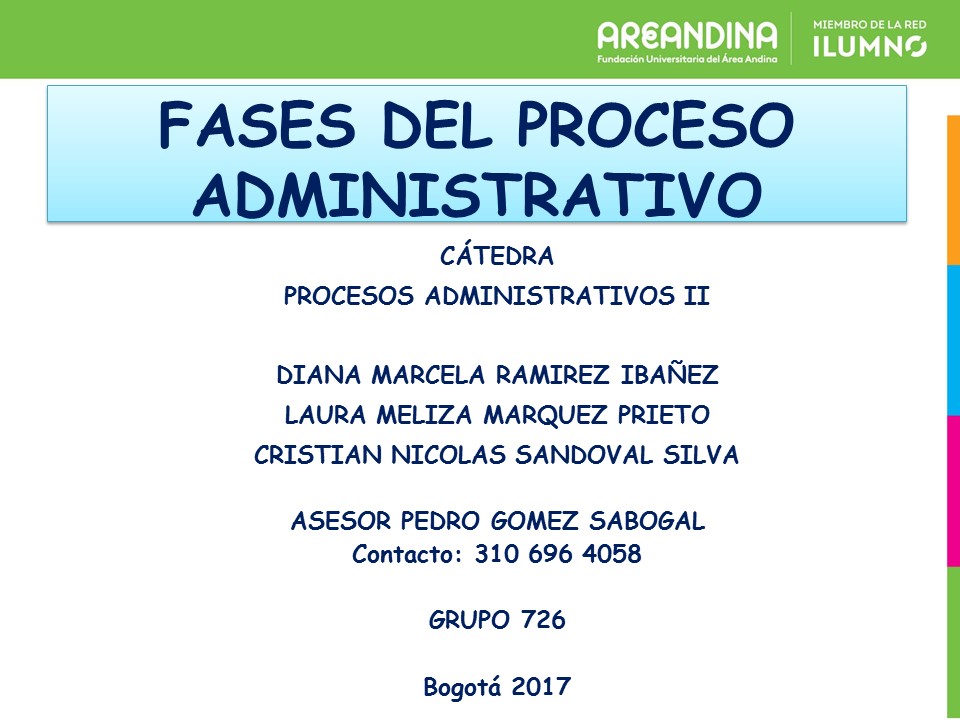 AREANDINA
Fundación Universitaria del Área Andina
MIEMBRO DE LA RED
ILUMNO
FASES DEL PROCESO
ADMINISTRATIVO
CÁTEDRA
PROCESOS ADMINISTRATIVOS II
DIANA MARCELA RAMIREZ IBAÑEZ
LAURA MELIZA MARQUEZ PRIETO
CRISTIAN NICOLAS SANDOVAL SILVA
ASESOR PEDRO GOMEZ SABOGAL
Contacto: 310 696 4058
GRUPO 726
Bogotá 2017